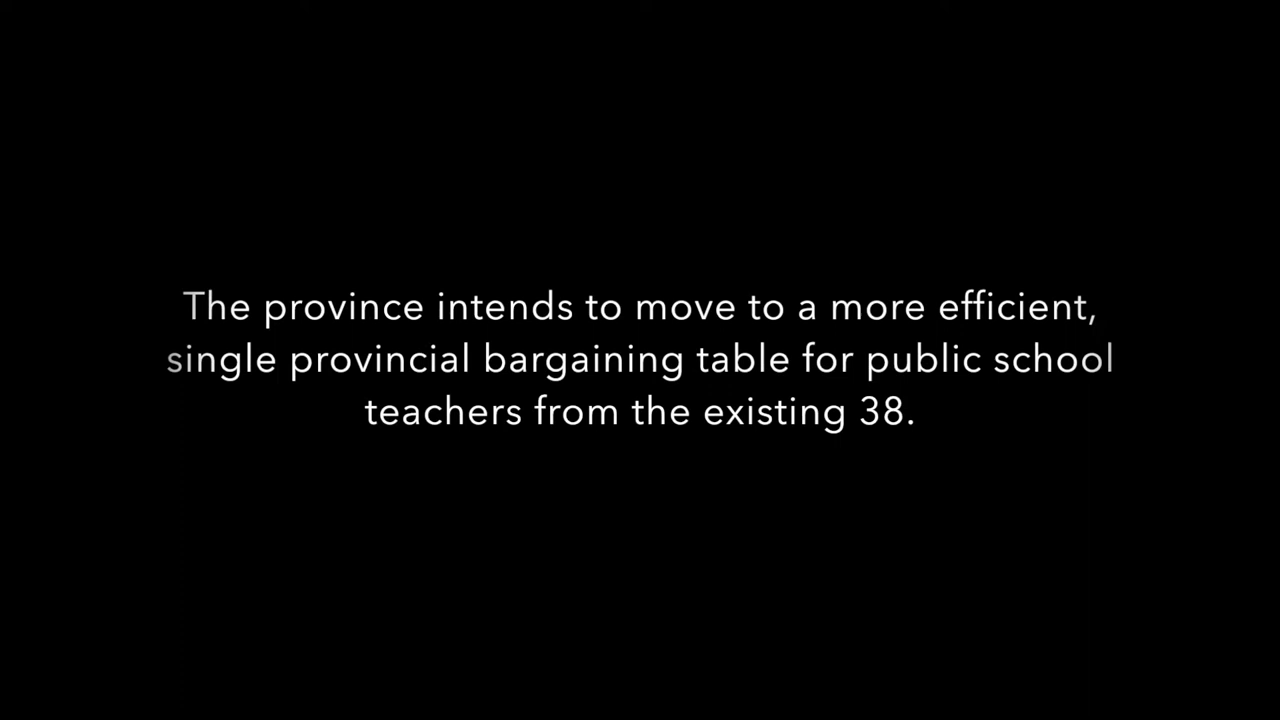 The province intends to move to a more efficient,
single provincial bargaining table for public school
teachers from the existing 38.